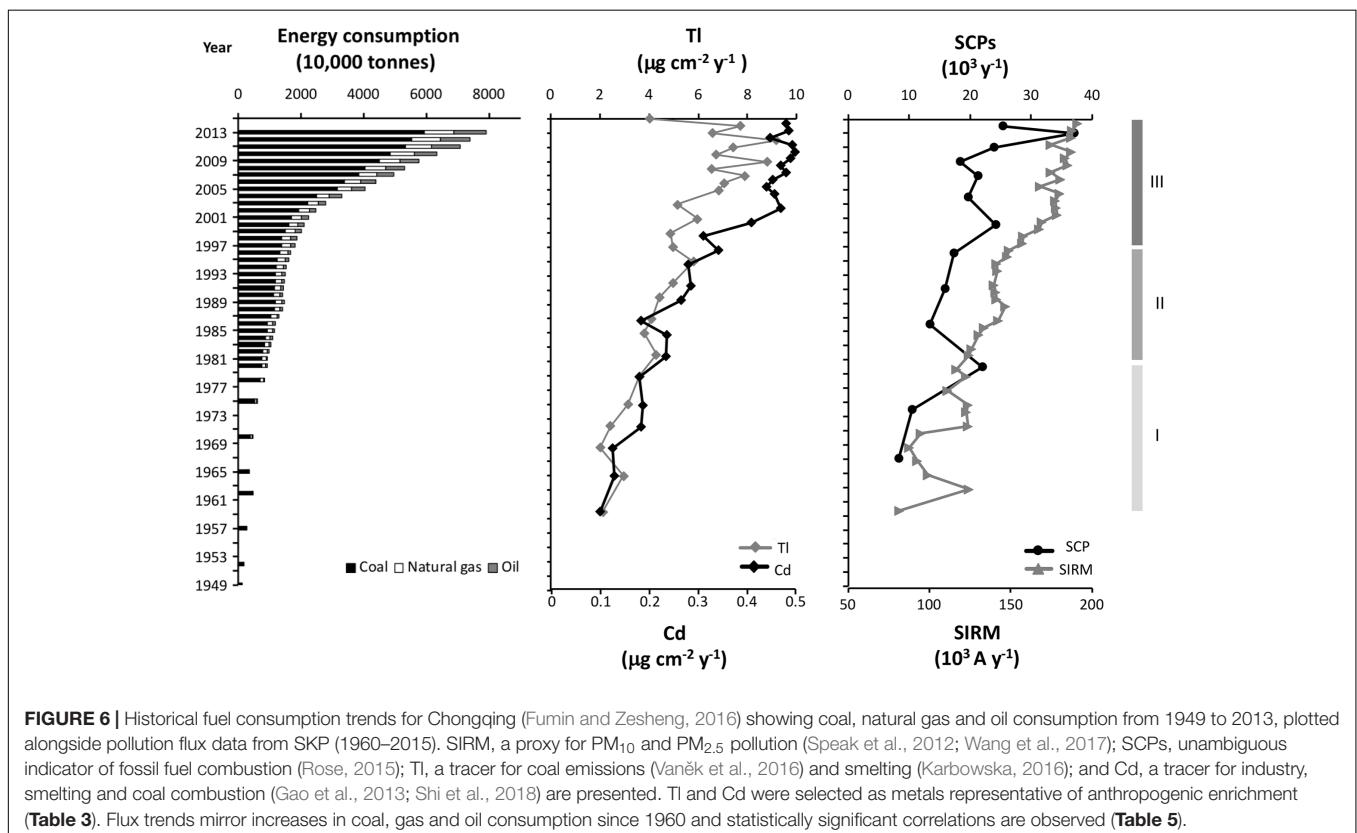 Year
Energy consumption
(10,000 tonnes)
0 2000 4000 6000 8000
2013
2009
2005
2001
1997
1993
1989
1985
1981
1977
1973
1969
1965
1961
1957
1953
1949
Coal Natural gas Oil
Tl
(µg cm-2 y-1 )
0 2 4 6 8 10
Tl
Cd
0 0.1 0.2 0.3 0.4 0.5
Cd
(µg cm-2 y-1)
SCPs
(10³ y-1)
0 10 20 30 40
SCP
SIRM
50 100 150 200
SIRM
(10³ A y-1)
III
II
I
FIGURE 6 | Historical fuel consumption trends for Chongqing (Fumin and Zesheng, 2016) showing coal, natural gas and oil consumption from 1949 to 2013, plotted
alongside pollution flux data from SKP (1960–2015). SIRM, a proxy for PM10 and PM2.5 pollution (Speak et al., 2012; Wang et al., 2017); SCPs, unambiguous
indicator of fossil fuel combustion (Rose, 2015); Tl, a tracer for coal emissions (Vaněk et al., 2016) and smelting (Karbowska, 2016); and Cd, a tracer for industry,
smelting and coal combustion (Gao et al., 2013; Shi et al., 2018) are presented. Tl and Cd were selected as metals representative of anthropogenic enrichment
(Table 3). Flux trends mirror increases in coal, gas and oil consumption since 1960 and statistically significant correlations are observed (Table 5).